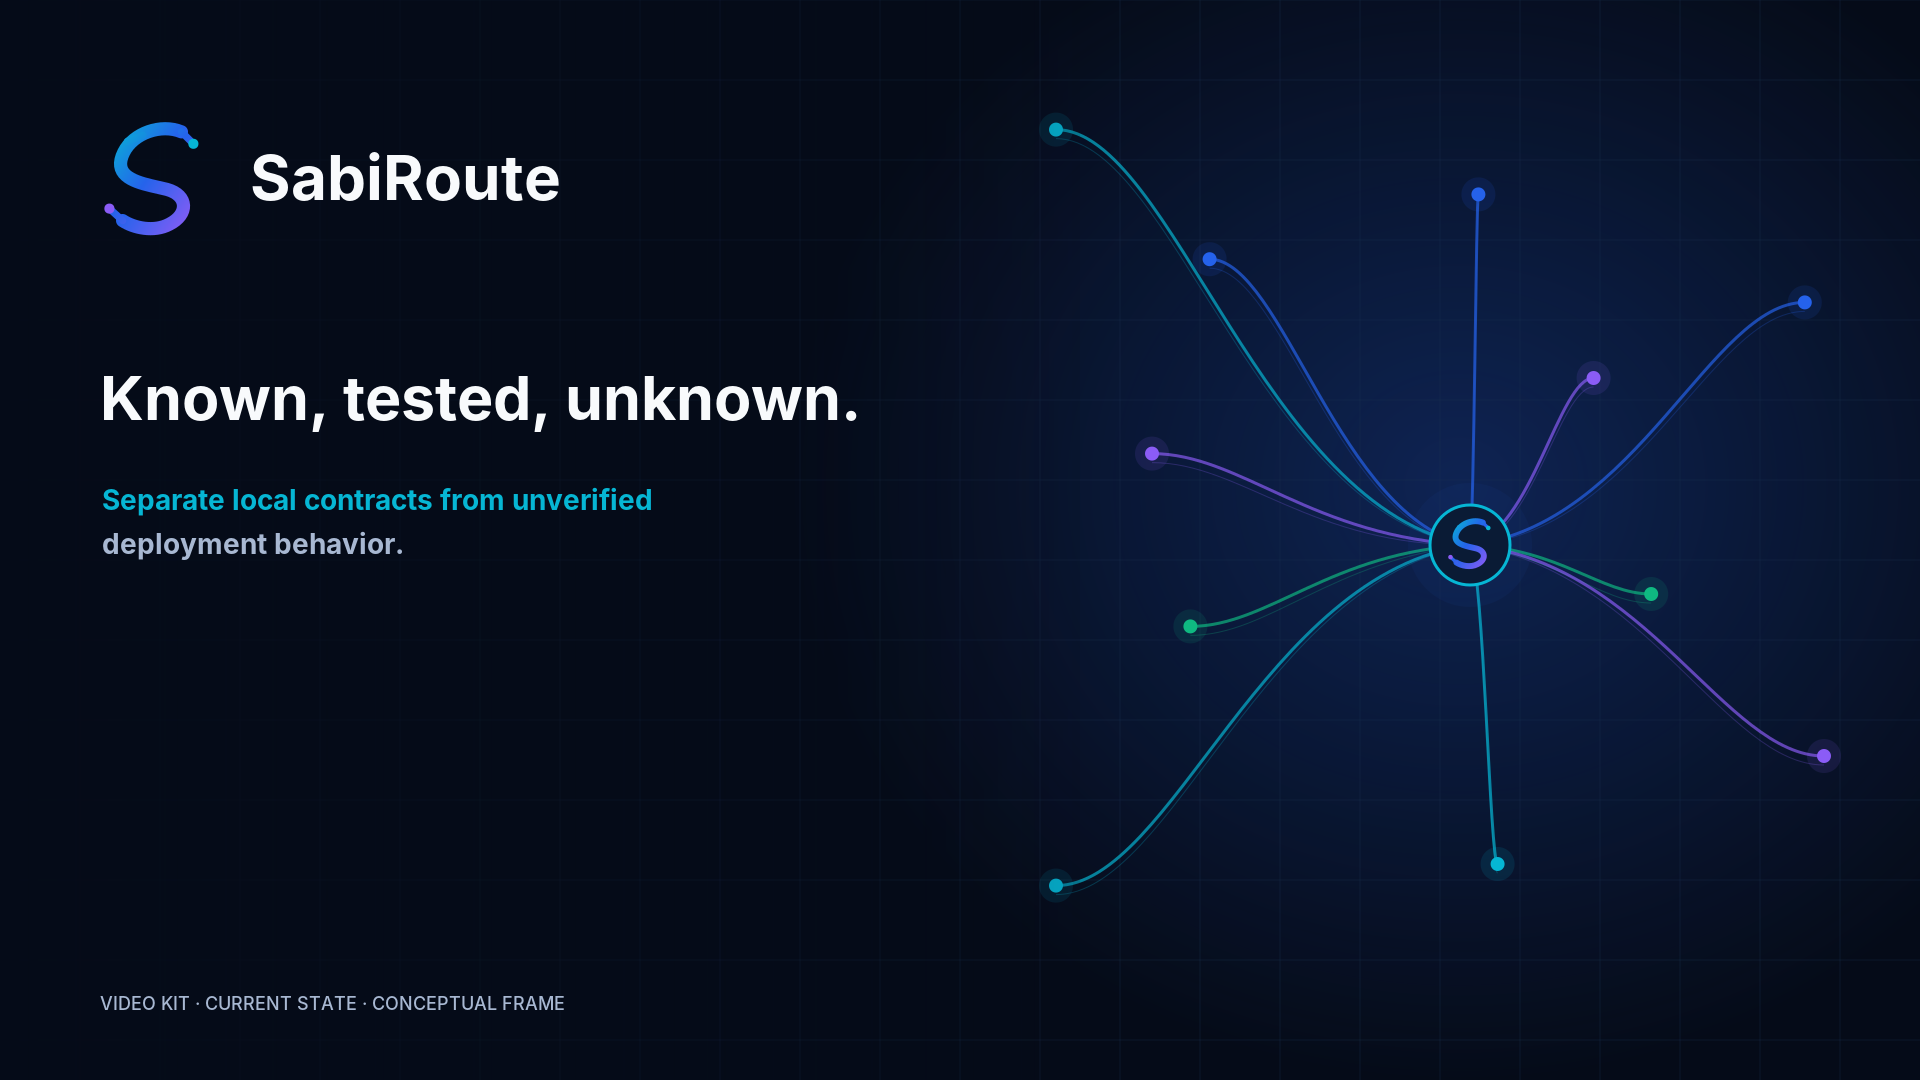 SabiRoute
Known, tested, unknown.
Separate local contracts from unverified
deployment behavior.
VIDEO KIT · CURRENT STATE · CONCEPTUAL FRAME